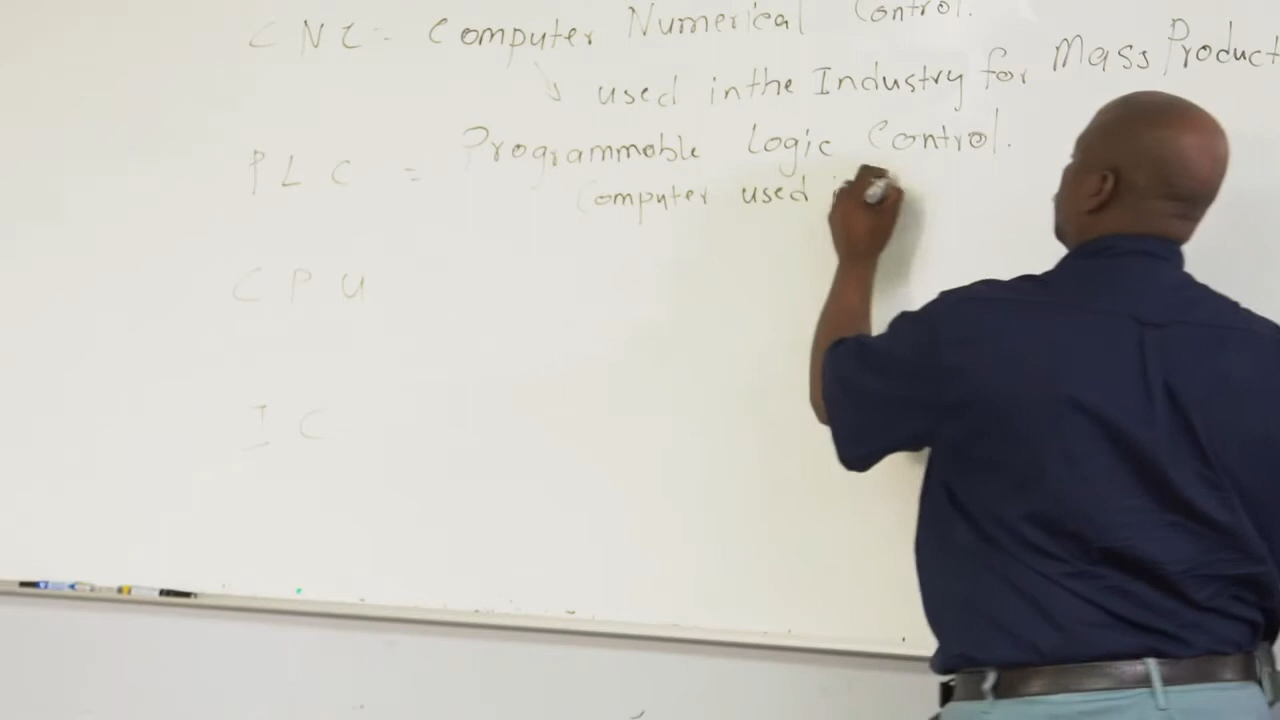 CNC - Computer Numerical Control.
used in the Industry for Mass Product
PLC = Programmable Logic Control.
Computer used
CPU
IC